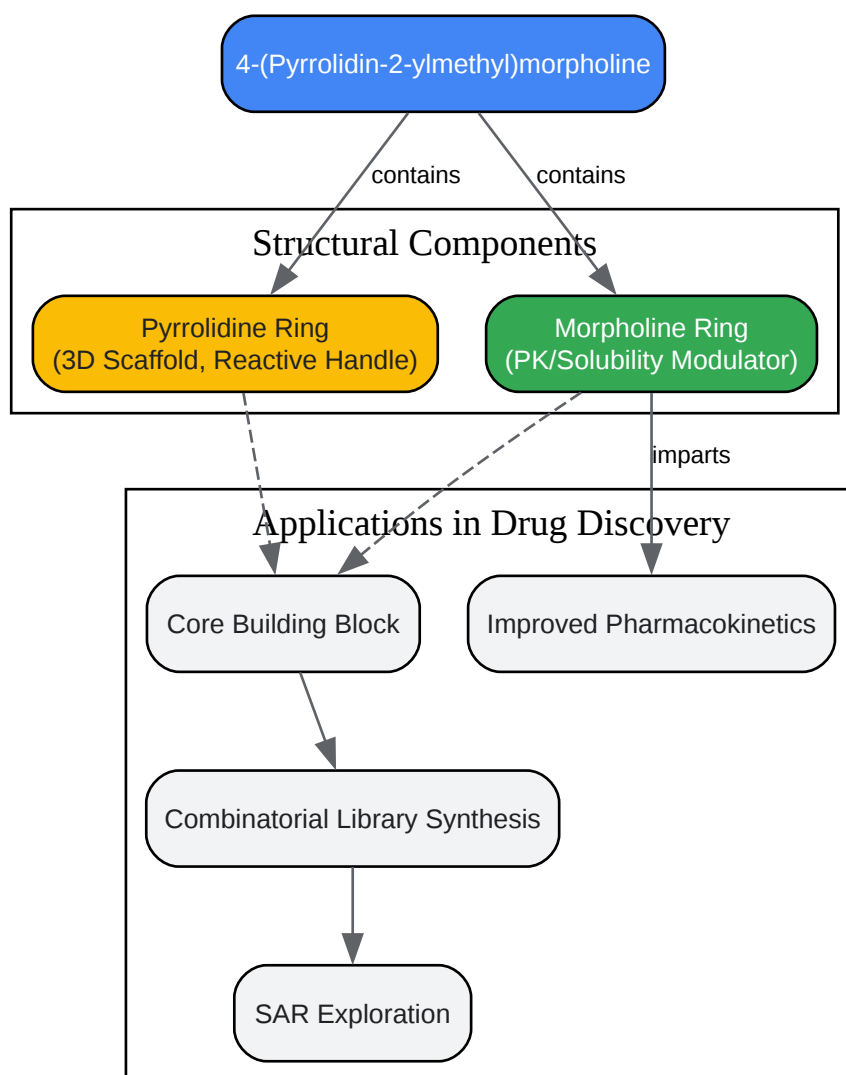 4-(Pyrrolidin-2-ylmethyl)morpholine
contains
contains
Structural Components
Pyrrolidine Ring
(3D Scaffold, Reactive Handle)
Morpholine Ring
(PK/Solubility Modulator)
imparts
Applications in Drug Discovery
Core Building Block
Improved Pharmacokinetics
Combinatorial Library Synthesis
SAR Exploration